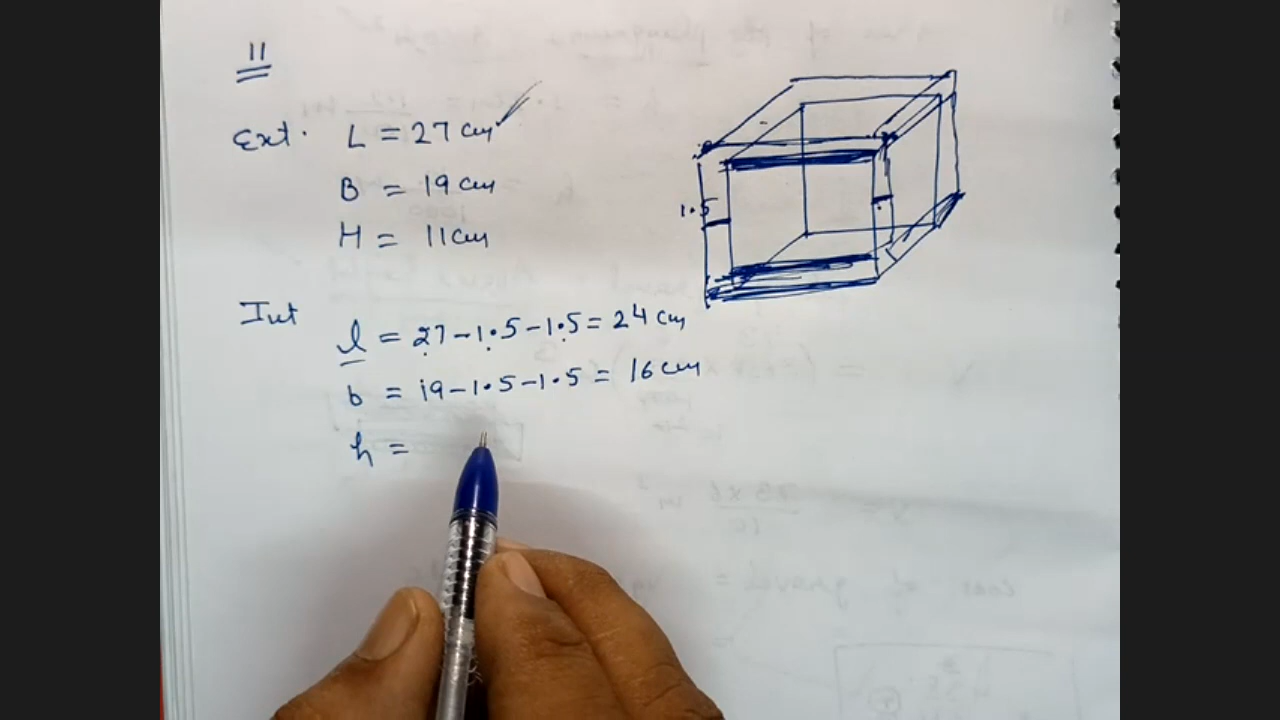 11
Ext. L = 27 cm ✓
B = 19 cm
H = 11 cm
1.5
Int l = 27 - 1.5 - 1.5 = 24 cm
b = 19 - 1.5 - 1.5 = 16 cm
h =